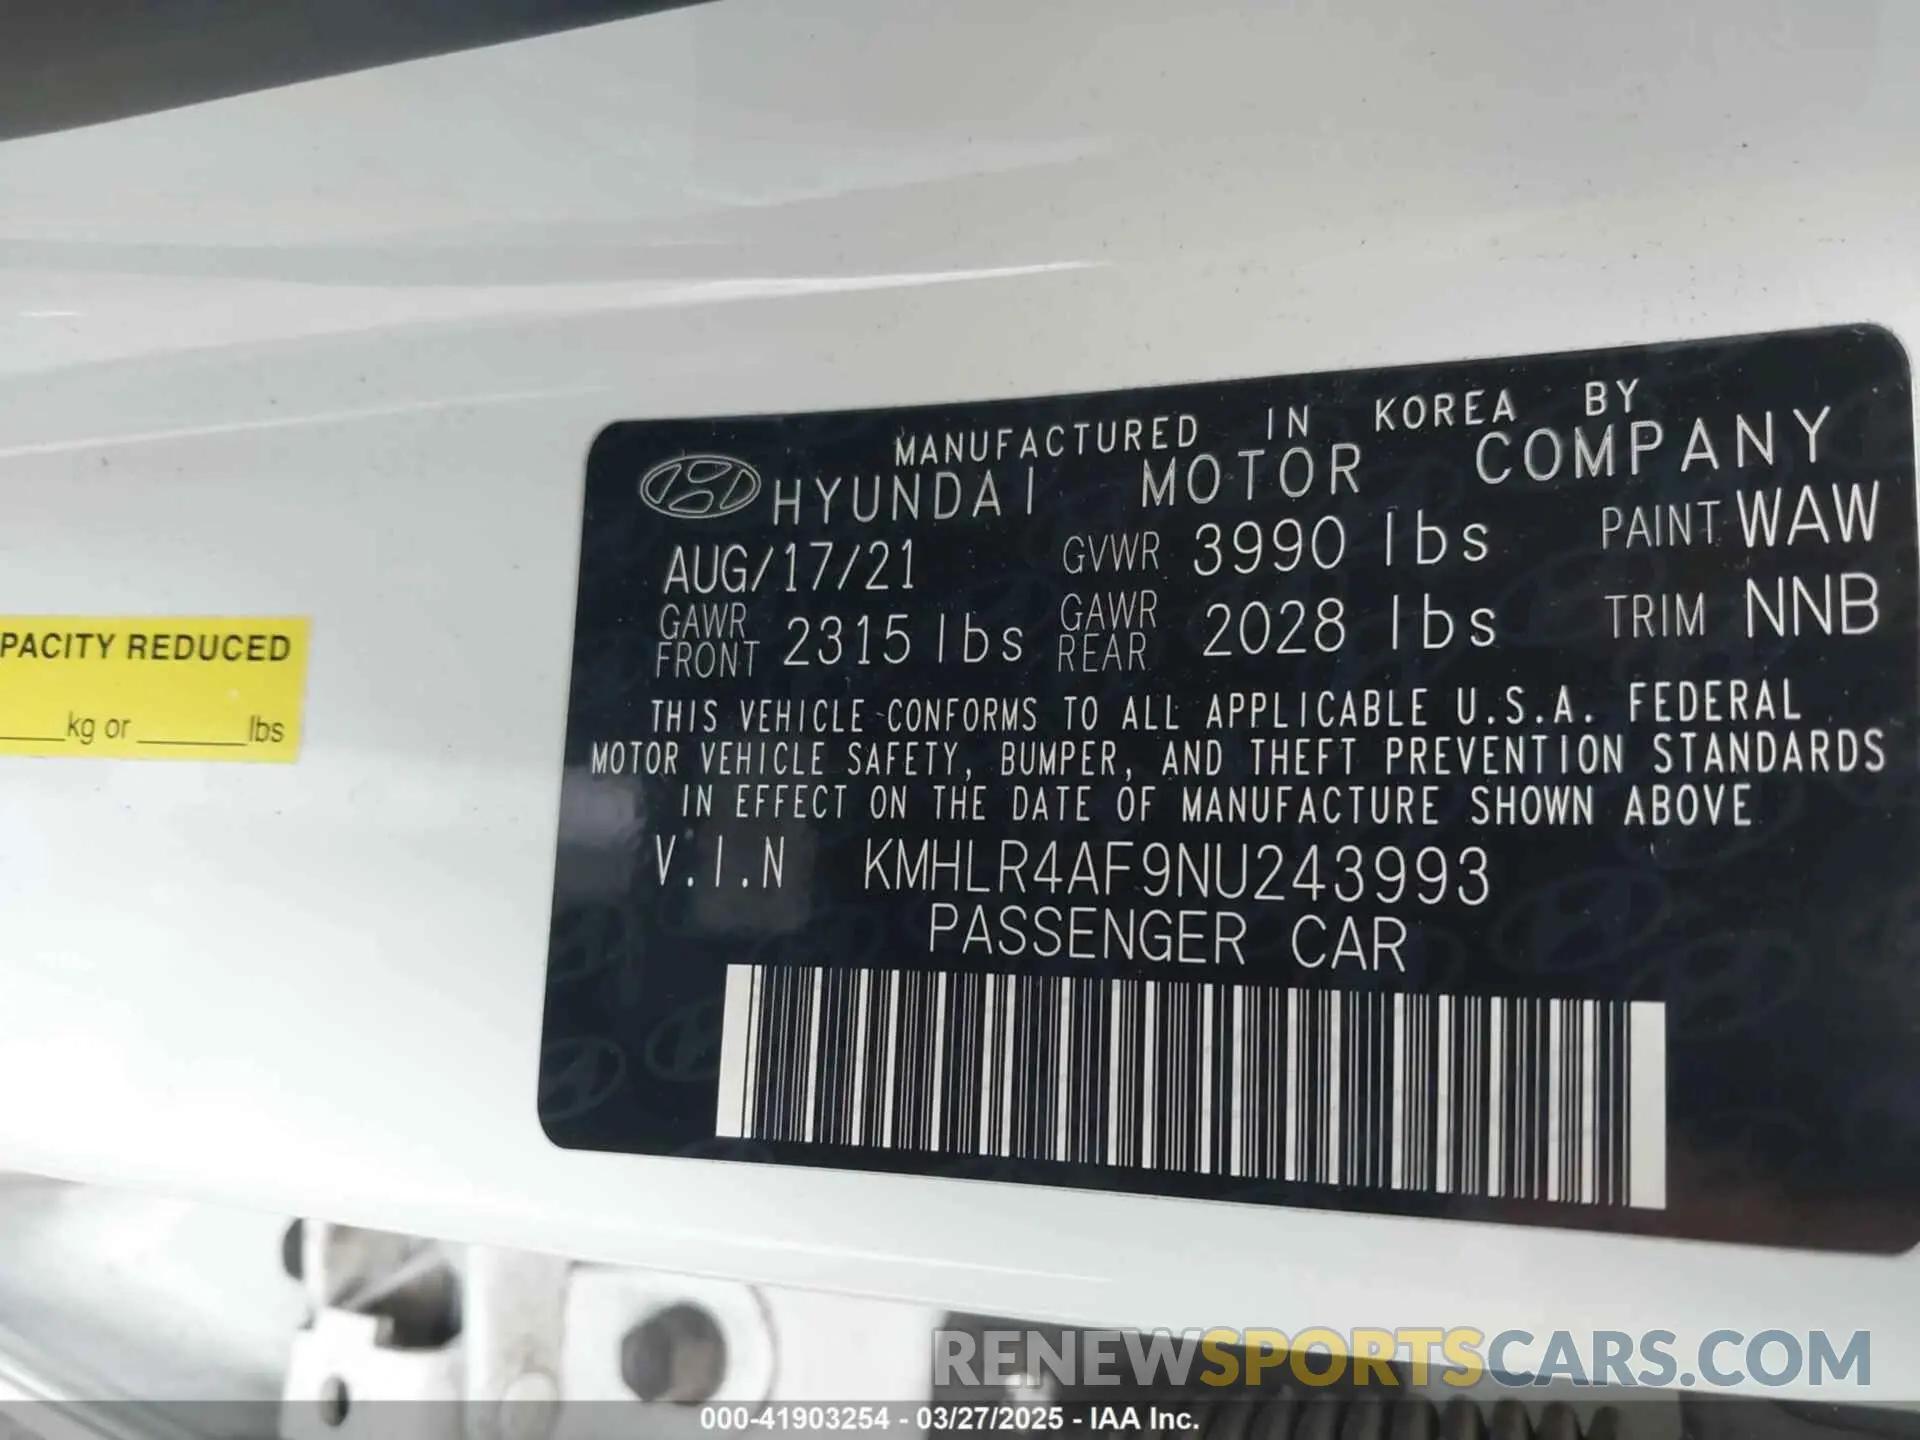 MANUFACTURED IN KOREA BY
HYUNDAI MOTOR COMPANY
AUG/17/21 GVWR 3990 lbs PAINT WAW
GAWR FRONT 2315 lbs GAWR REAR 2028 lbs TRIM NNB
THIS VEHICLE CONFORMS TO ALL APPLICABLE U.S.A. FEDERAL
MOTOR VEHICLE SAFETY, BUMPER, AND THEFT PREVENTION STANDARDS
IN EFFECT ON THE DATE OF MANUFACTURE SHOWN ABOVE
V.I.N KMHLR4AF9NU243993
PASSENGER CAR
PACITY REDUCED
____kg or ______lbs
RENEWSPORTSCARS.COM
000-41903254 - 03/27/2025 - IAA Inc.